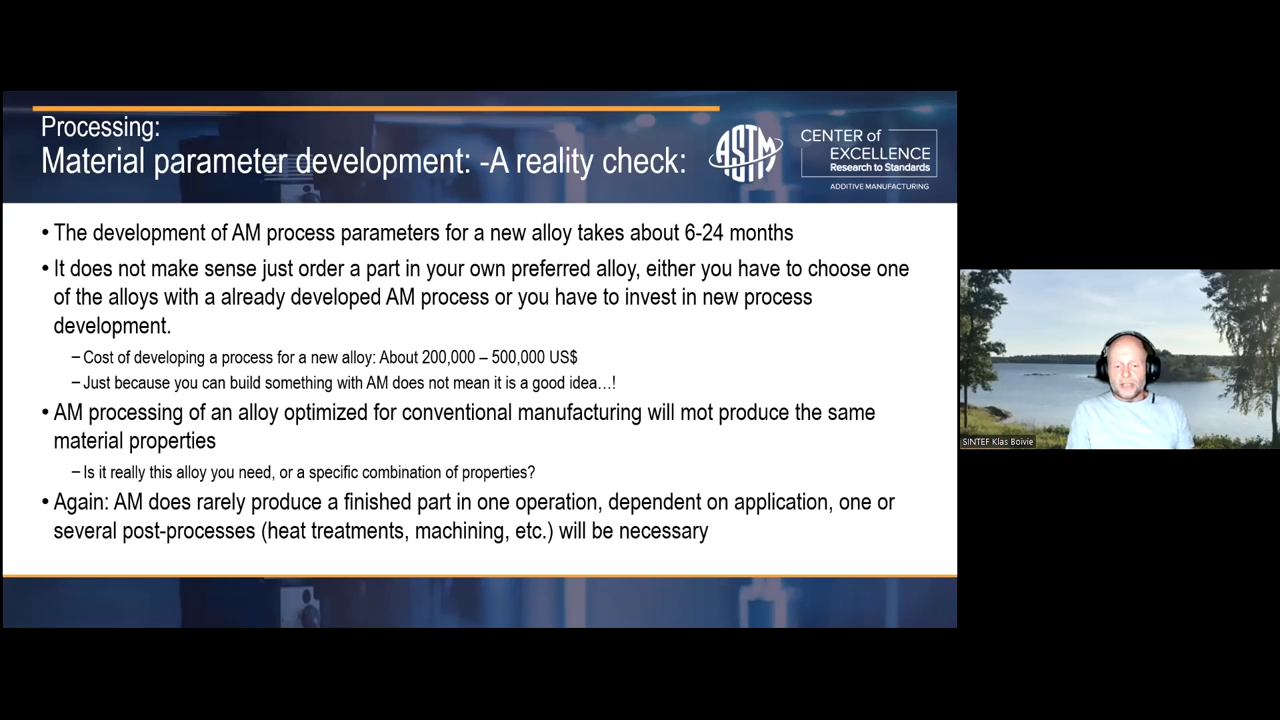 Processing:
Material parameter development: -A reality check:
ASTM
CENTER of
EXCELLENCE
Research to Standards
ADDITIVE MANUFACTURING
• The development of AM process parameters for a new alloy takes about 6-24 months
• It does not make sense just order a part in your own preferred alloy, either you have to choose one
of the alloys with a already developed AM process or you have to invest in new process
development.
– Cost of developing a process for a new alloy: About 200,000 – 500,000 US$
– Just because you can build something with AM does not mean it is a good idea…!
• AM processing of an alloy optimized for conventional manufacturing will mot produce the same
material properties
– Is it really this alloy you need, or a specific combination of properties?
• Again: AM does rarely produce a finished part in one operation, dependent on application, one or
several post-processes (heat treatments, machining, etc.) will be necessary
SINTEF Klas Boivie